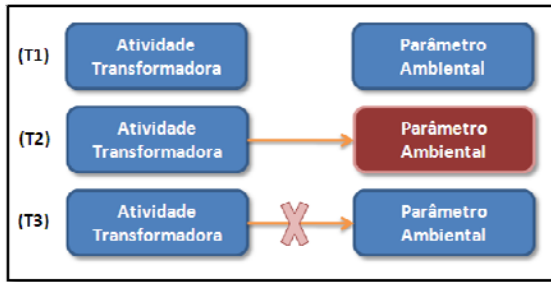 (T1)
Atividade
Transformadora
Parâmetro
Ambiental
(T2)
Atividade
Transformadora
Parâmetro
Ambiental
(T3)
Atividade
Transformadora
Parâmetro
Ambiental